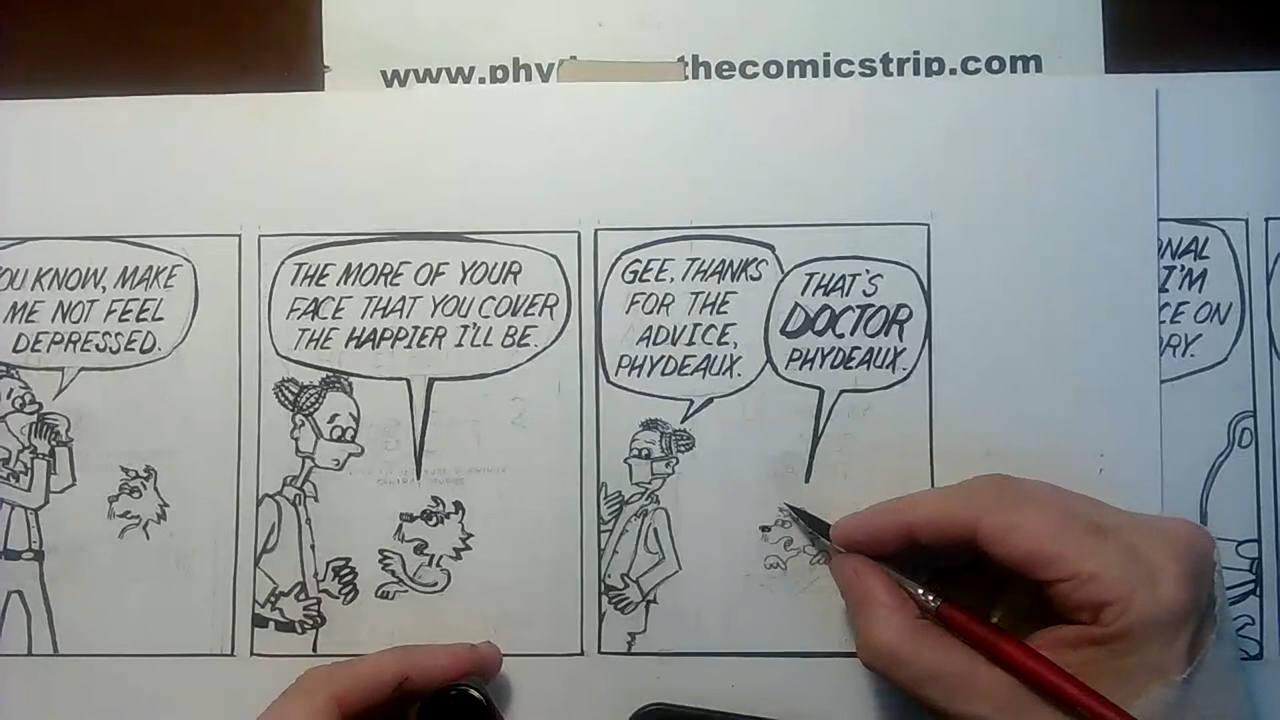 www.phy thecomicstrip.com
OU KNOW, MAKE
ME NOT FEEL
DEPRESSED.
THE MORE OF YOUR
FACE THAT YOU COVER
THE HAPPIER I'LL BE.
GEE, THANKS
FOR THE
ADVICE,
PHYDEAUX.
THAT'S
DOCTOR
PHYDEAUX.
NAL
I'M
CE ON
RY.